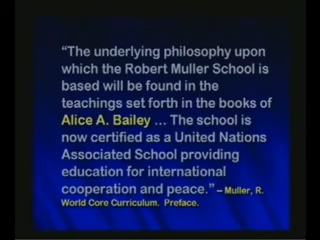 “The underlying philosophy upon
which the Robert Muller School is
based will be found in the
teachings set forth in the books of
Alice A. Bailey ... The school is
now certified as a United Nations
Associated School providing
education for international
cooperation and peace.” – Muller, R.
World Core Curriculum. Preface.